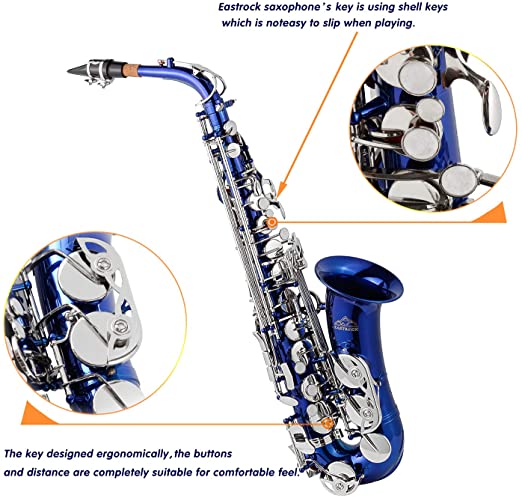 Eastrock saxophone's key is using shell keys
which is noteasy to slip when playing.
EASTROCK
The key designed ergonomically,the buttons
and distance are completely suitable for comfortable feel.